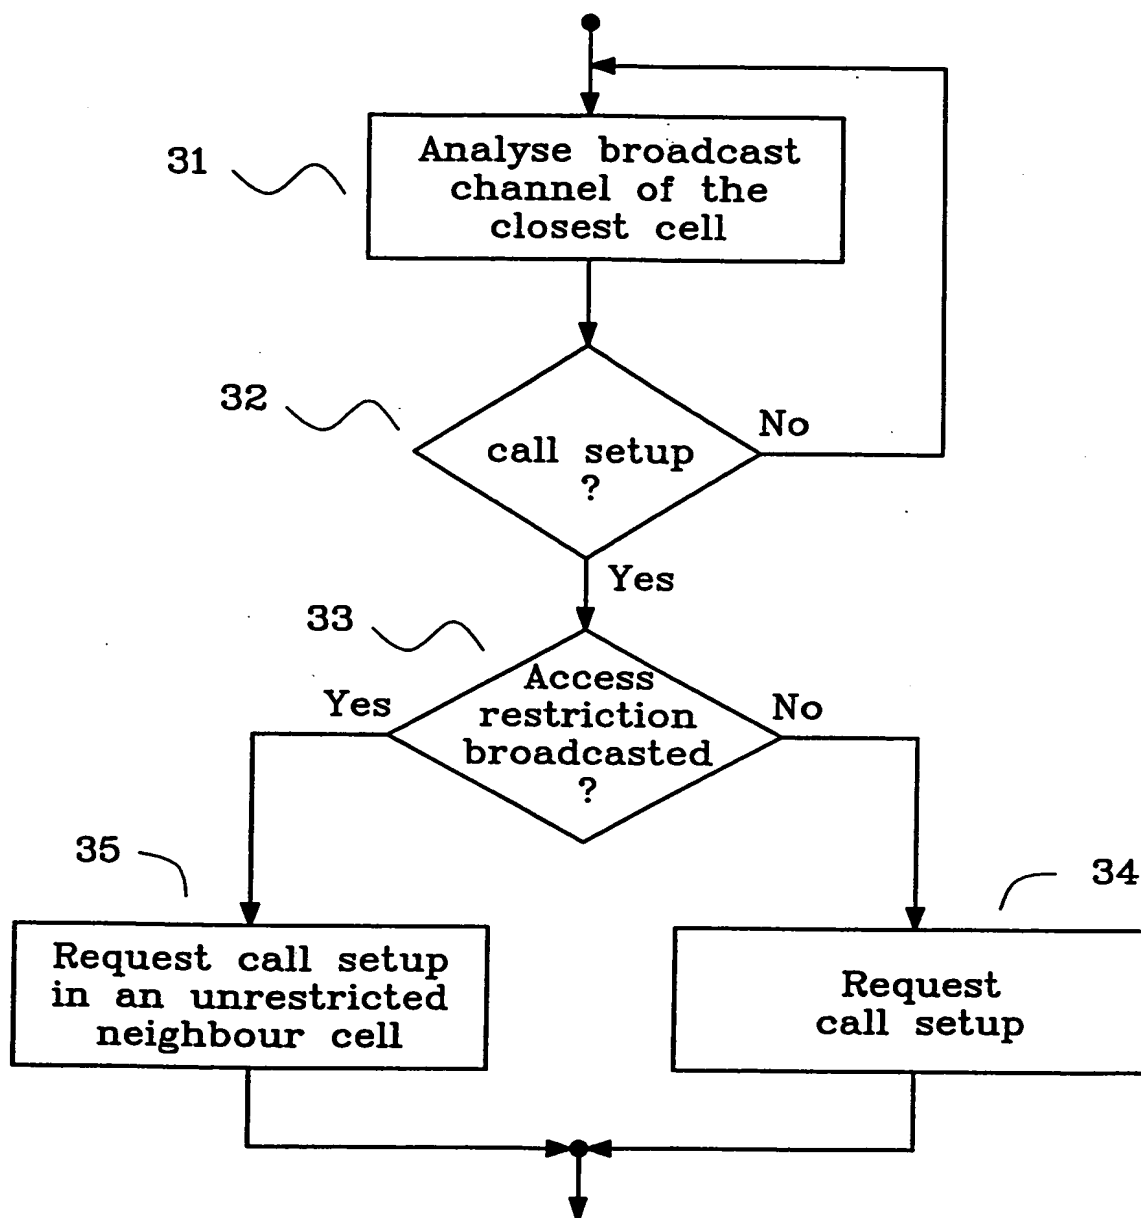 31
Analyse broadcast
channel of the
closest cell
32
call setup
?
No
Yes
33
Access
restriction
broadcasted
?
Yes
No
35
34
Request call setup
in an unrestricted
neighbour cell
Request
call setup